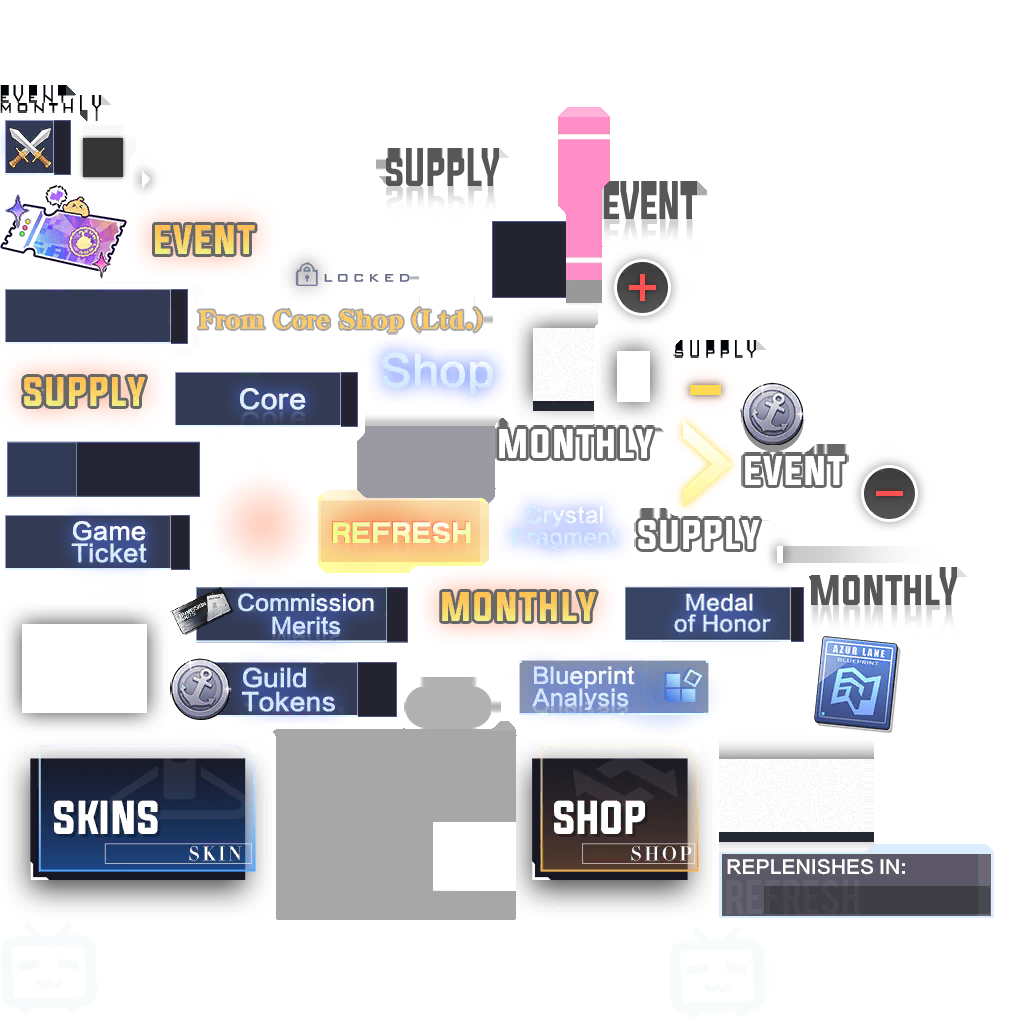 EVENT
MONTHLY
SUPPLY
EVENT
EVENT
LOCKED
From Core Shop (Ltd.)
SUPPLY
Shop
SUPPLY
Core
MONTHLY
EVENT
Game
Ticket
REFRESH
Crystal
Fragment
SUPPLY
Commission
Merits
MONTHLY
Medal
of Honor
MONTHLY
Guild
Tokens
Blueprint
Analysis
AZUR LANE
BLUEPRINT
SKINS
SKIN
SHOP
SHOP
REPLENISHES IN:
REFRESH